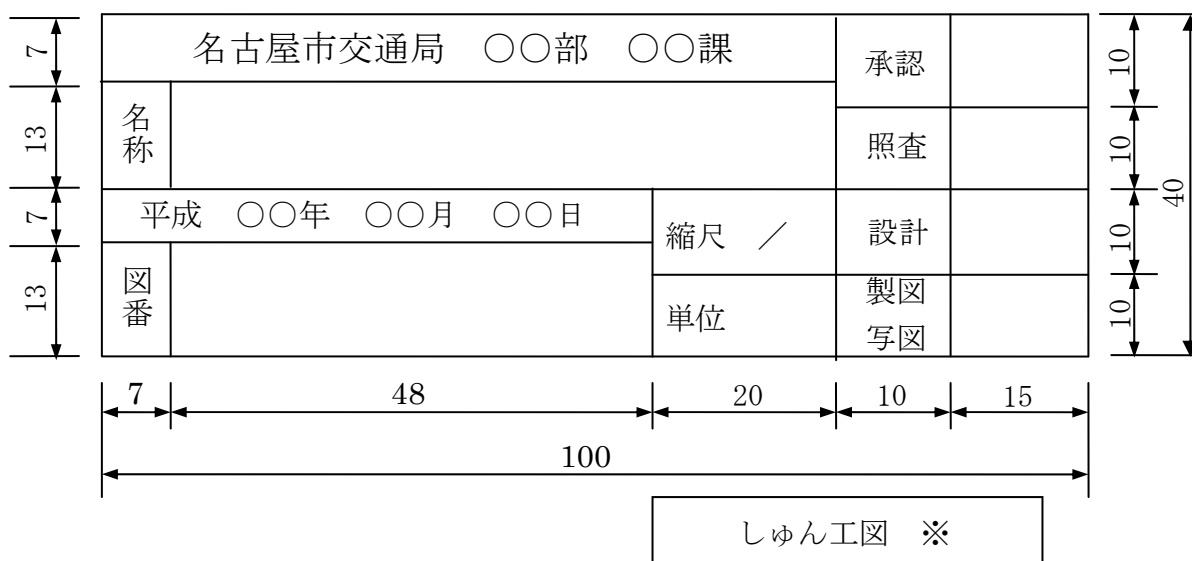 名古屋市交通局　○○部　○○課
承認
名称
照査
平成　○○年　○○月　○○日
縮尺　／
設計
図番
単位
製図
写図
7
13
7
13
10
10
10
10
40
7
48
20
10
15
100
しゅん工図　※